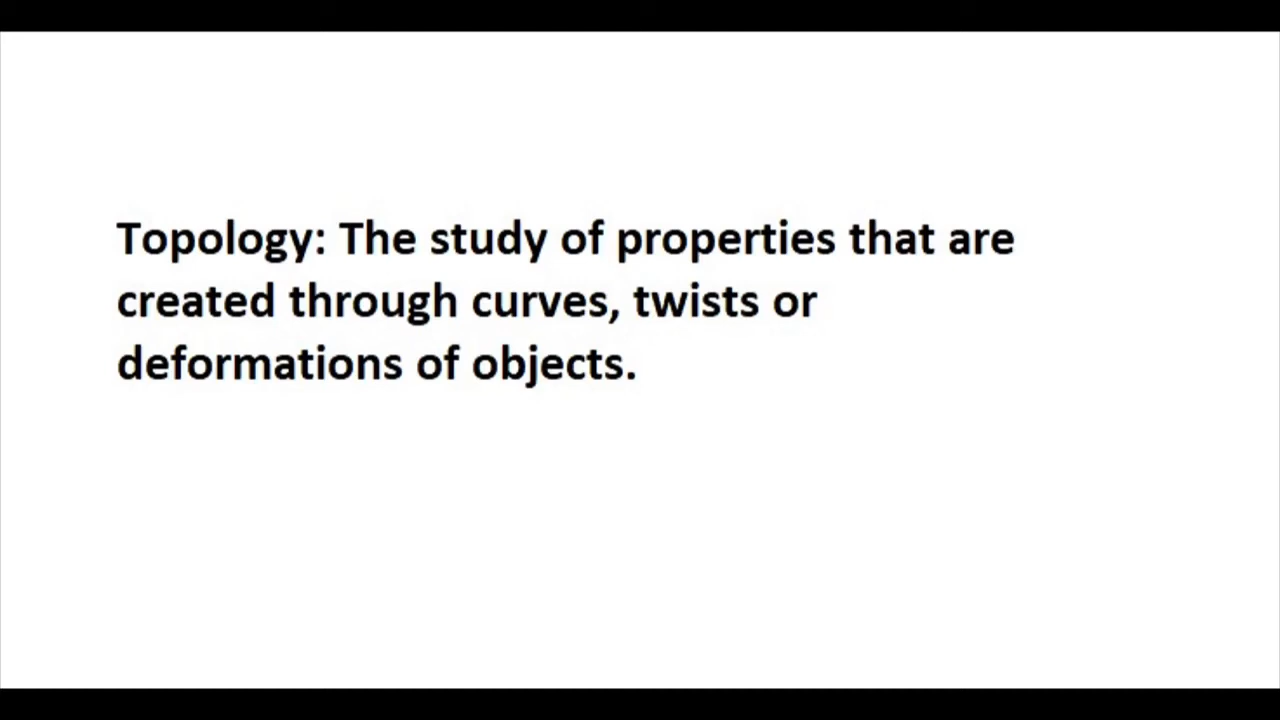 Topology: The study of properties that are
created through curves, twists or
deformations of objects.